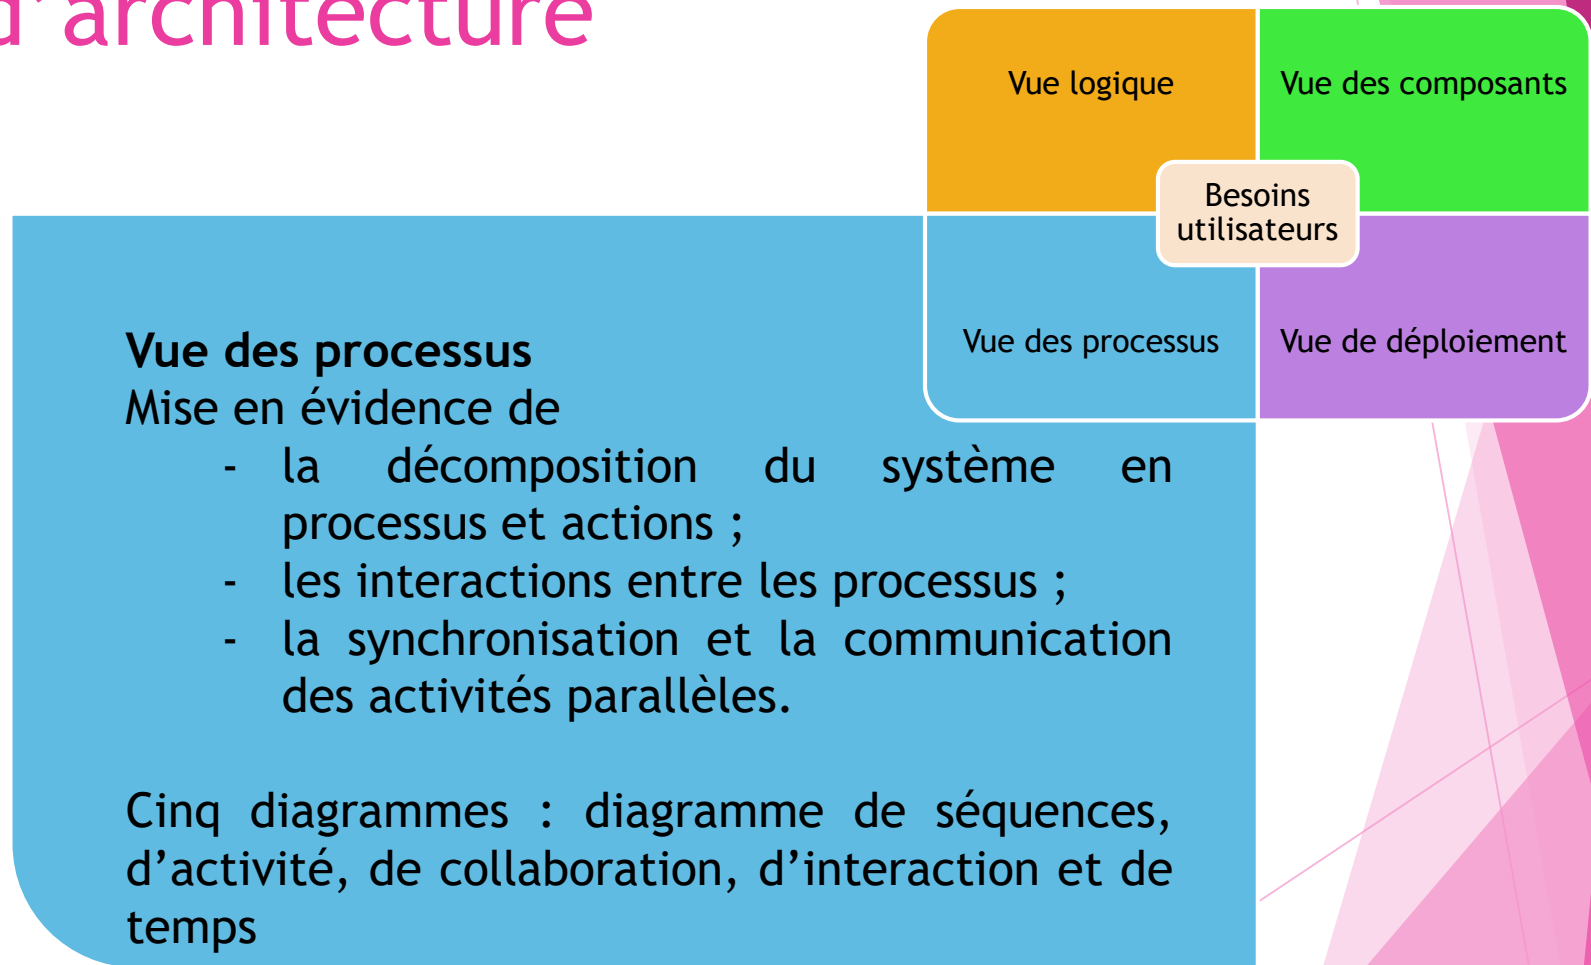 d’architecture
Vue logique
Vue des composants
Besoins
utilisateurs
Vue des processus
Vue de déploiement
Vue des processus
Mise en évidence de
- la décomposition du système en
processus et actions ;
- les interactions entre les processus ;
- la synchronisation et la communication
des activités parallèles.
Cinq diagrammes : diagramme de séquences,
d’activité, de collaboration, d’interaction et de
temps